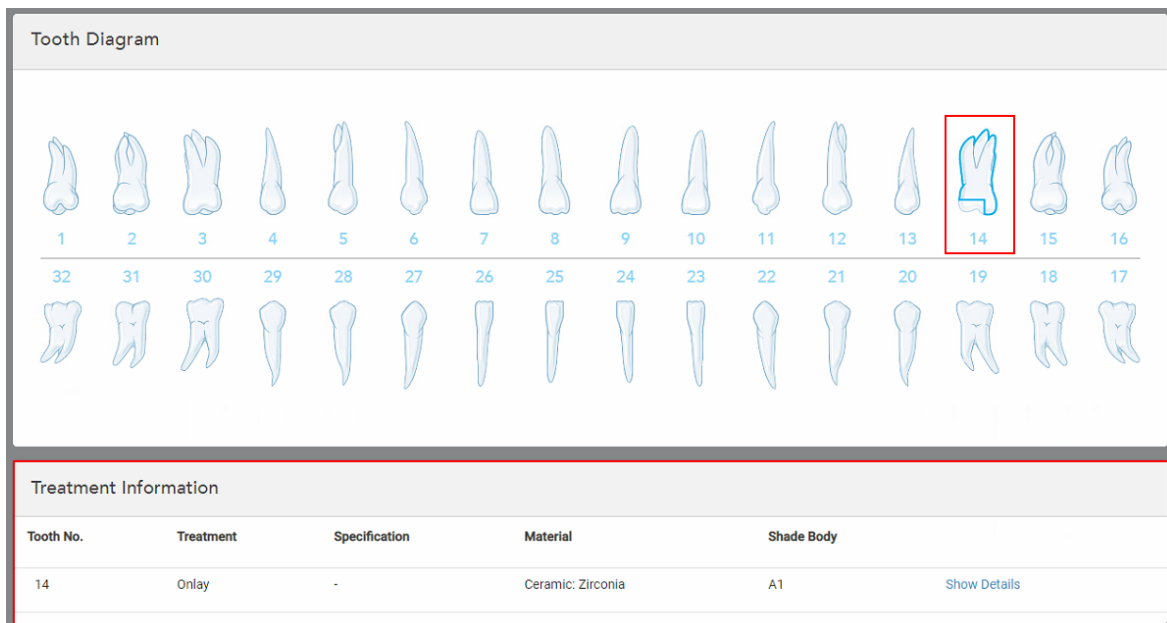 Tooth Diagram
1 2 3 4 5 6 7 8 9 10 11 12 13 14 15 16
32 31 30 29 28 27 26 25 24 23 22 21 20 19 18 17
Treatment Information
Tooth No. Treatment Specification Material Shade Body
14 Onlay - Ceramic: Zirconia A1 Show Details